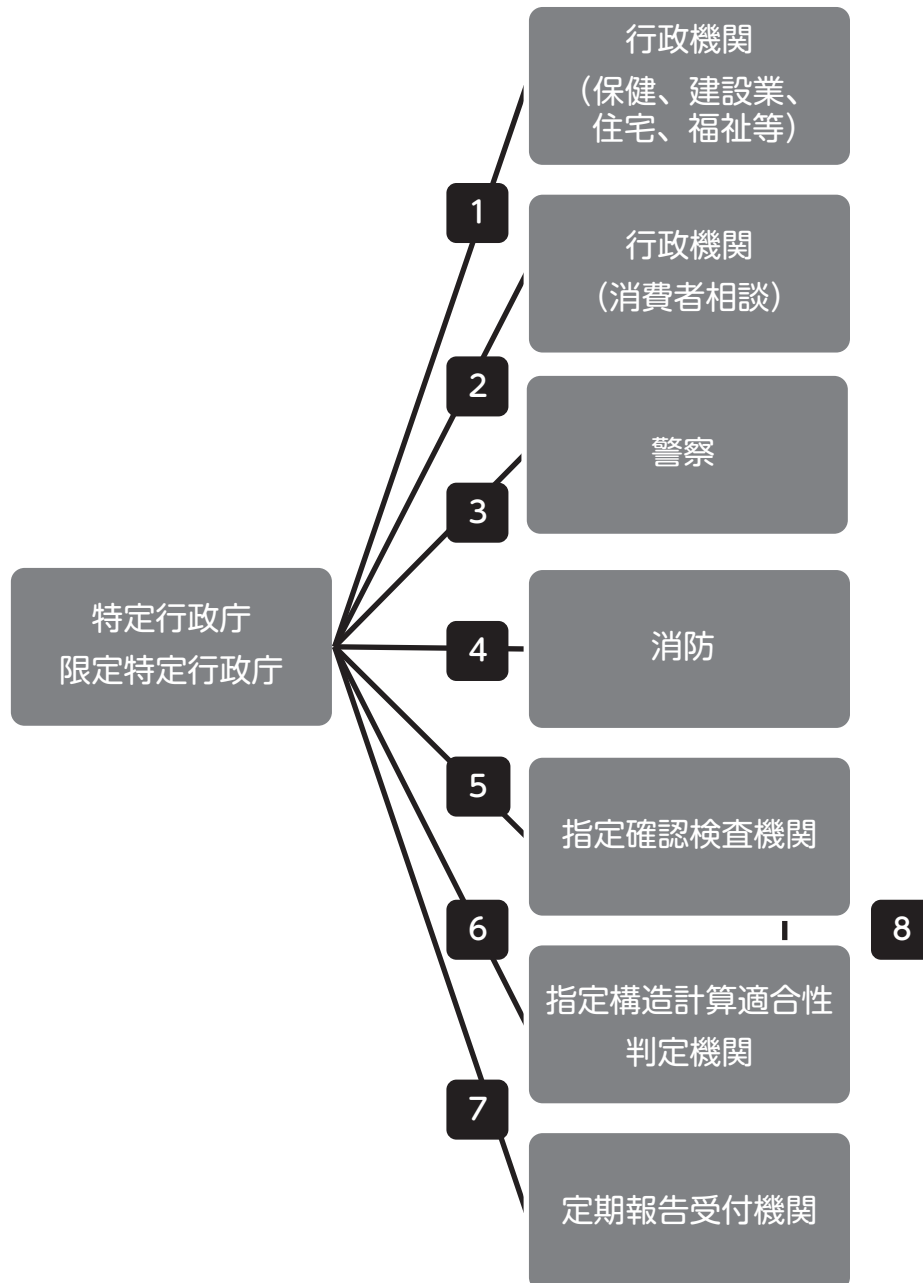 行政機関
(保健、建設業、
住宅、福祉等)
1
行政機関
(消費者相談)
2
警察
3
特定行政庁
限定特定行政庁
4
消防
5
指定確認検査機関
6
8
指定構造計算適合性
判定機関
7
定期報告受付機関